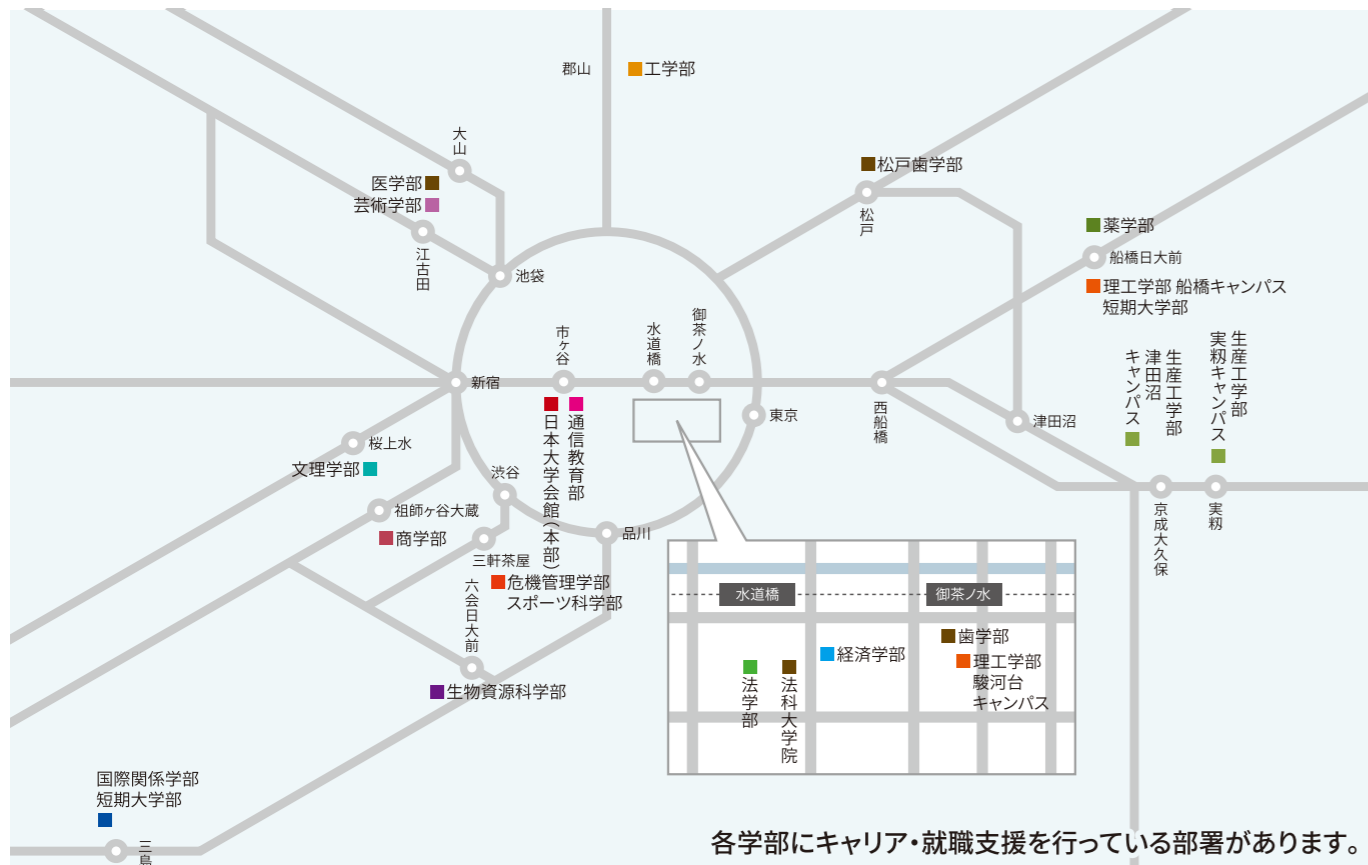 郡山
工学部
大山
医学部
芸術学部
江古田
池袋
松戸歯学部
松戸
薬学部
船橋日大前
理工学部 船橋キャンパス
短期大学部
新宿
市ヶ谷
水道橋
御茶ノ水
東京
西船橋
津田沼
生産工学部
津田沼
キャンパス
生産工学部
実籾キャンパス
京成大久保
実籾
通信教育部
日本大学会館(本部)
桜上水
文理学部
渋谷
祖師ヶ谷大蔵
商学部
三軒茶屋
危機管理学部
スポーツ科学部
品川
六会日大前
生物資源科学部
水道橋
御茶ノ水
歯学部
経済学部
理工学部
駿河台
キャンパス
法学部
法科大学院
国際関係学部
短期大学部
三島
各学部にキャリア・就職支援を行っている部署があります。